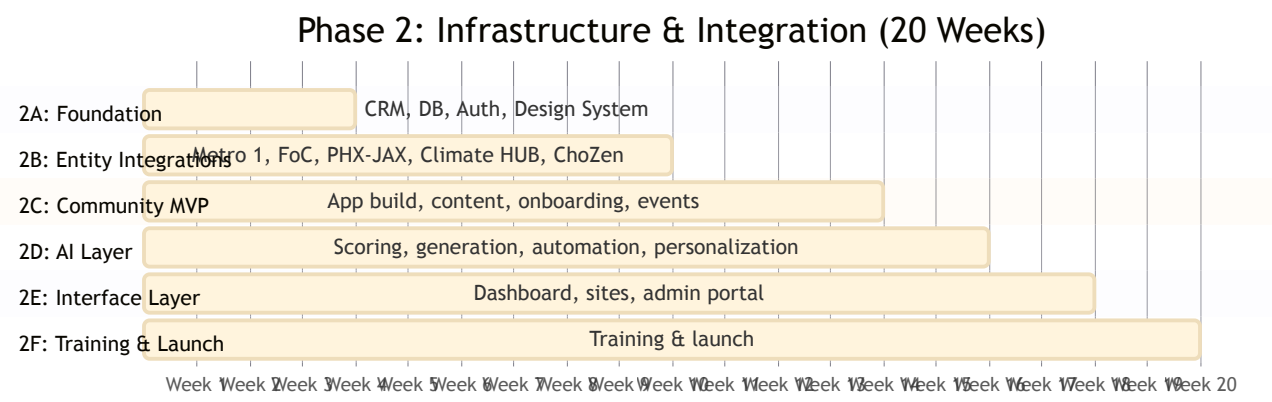 Phase 2: Infrastructure & Integration (20 Weeks)
2A: Foundation
CRM, DB, Auth, Design System
2B: Entity Integrations
Metro 1, FoC, PHX-JAX, Climate HUB, ChoZen
2C: Community MVP
App build, content, onboarding, events
2D: AI Layer
Scoring, generation, automation, personalization
2E: Interface Layer
Dashboard, sites, admin portal
2F: Training & Launch
Training & launch
Week 1 Week 2 Week 3 Week 4 Week 5 Week 6 Week 7 Week 8 Week 9 Week 10 Week 11 Week 12 Week 13 Week 14 Week 15 Week 16 Week 17 Week 18 Week 19 Week 20